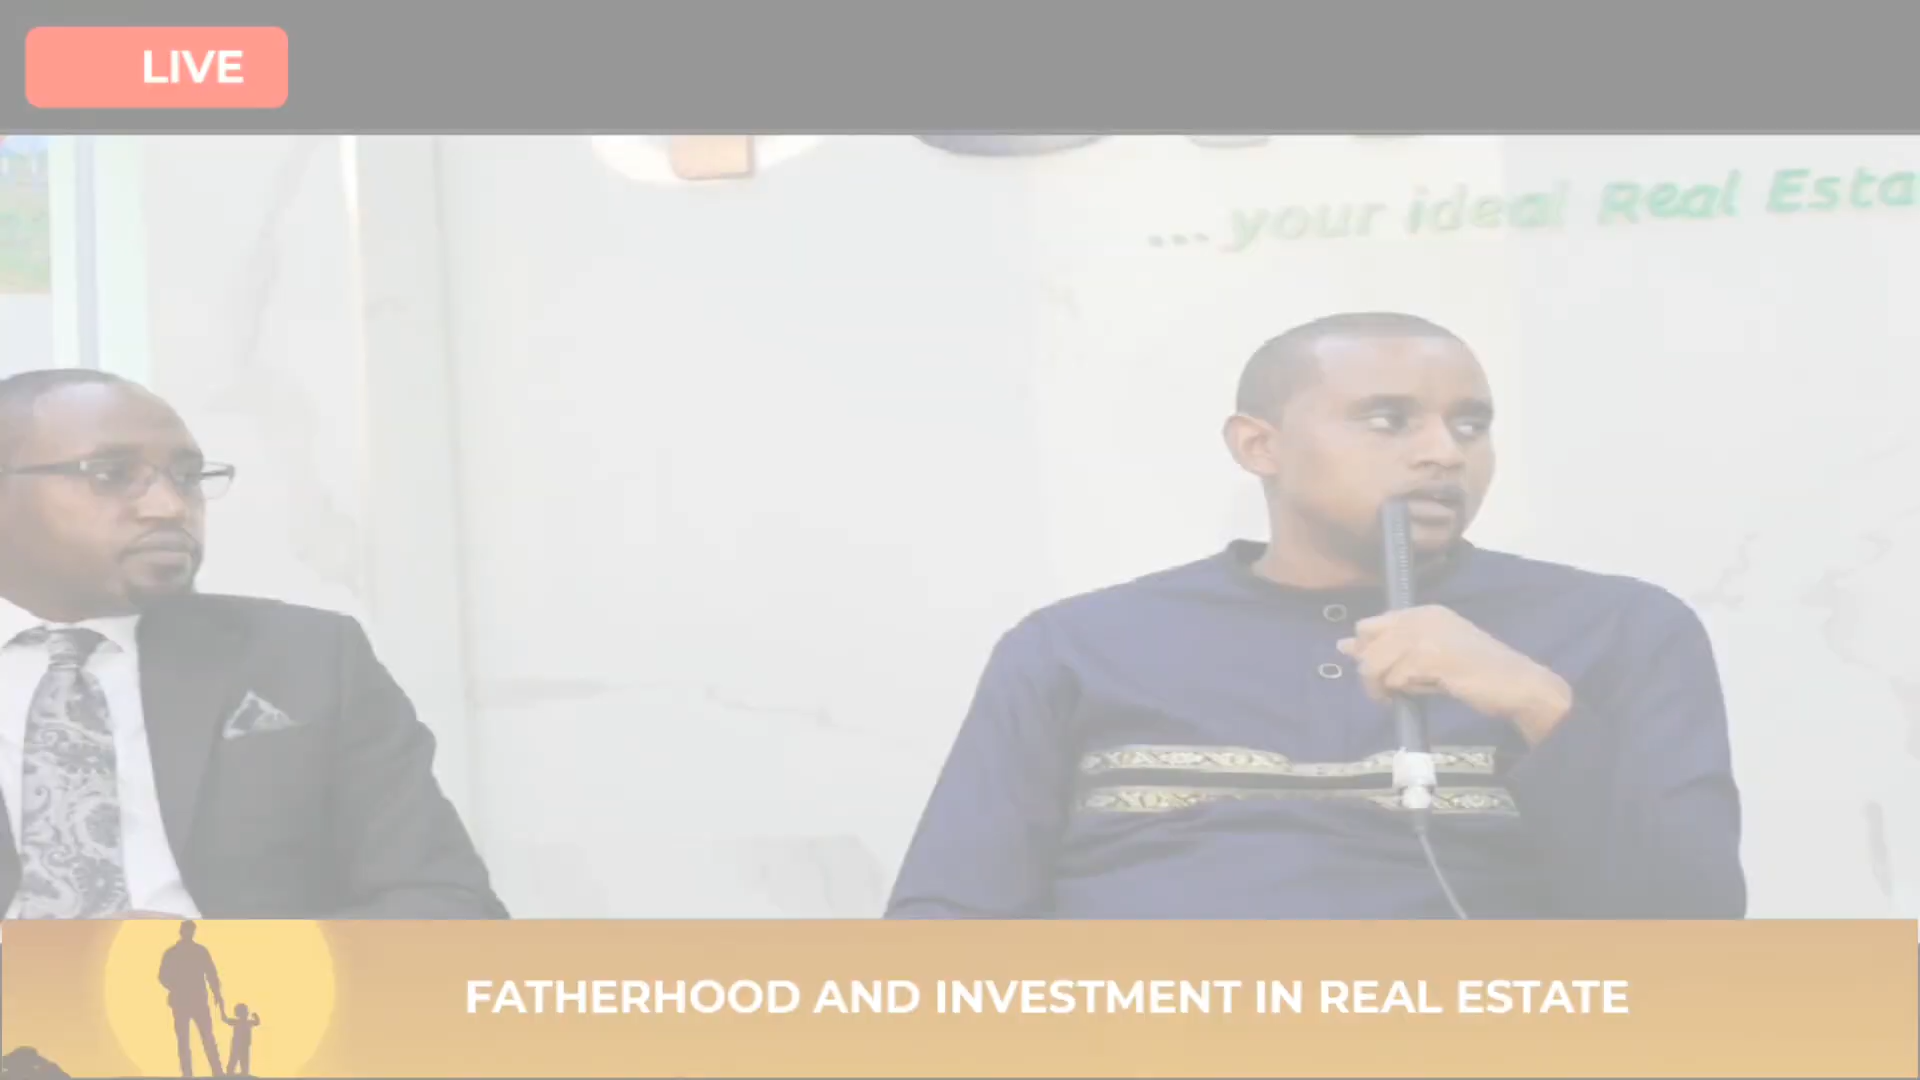 LIVE
... your ideal Real Esta
FATHERHOOD AND INVESTMENT IN REAL ESTATE